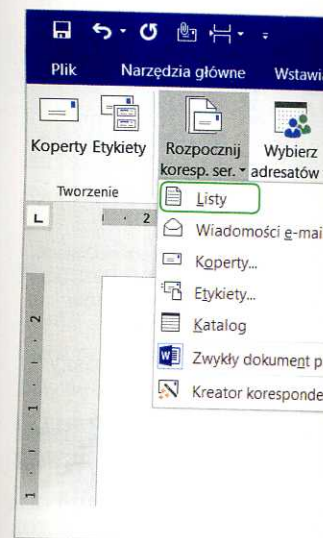 Plik Narzędzia główne Wstawi
Koperty Etykiety Rozpocznij koresp. ser. Wybierz adresatów
Tworzenie
L 2
Listy
Wiadomości e-mai
Koperty...
Etykiety...
Katalog
Zwykły dokument p
Kreator koresponde
2
1
1